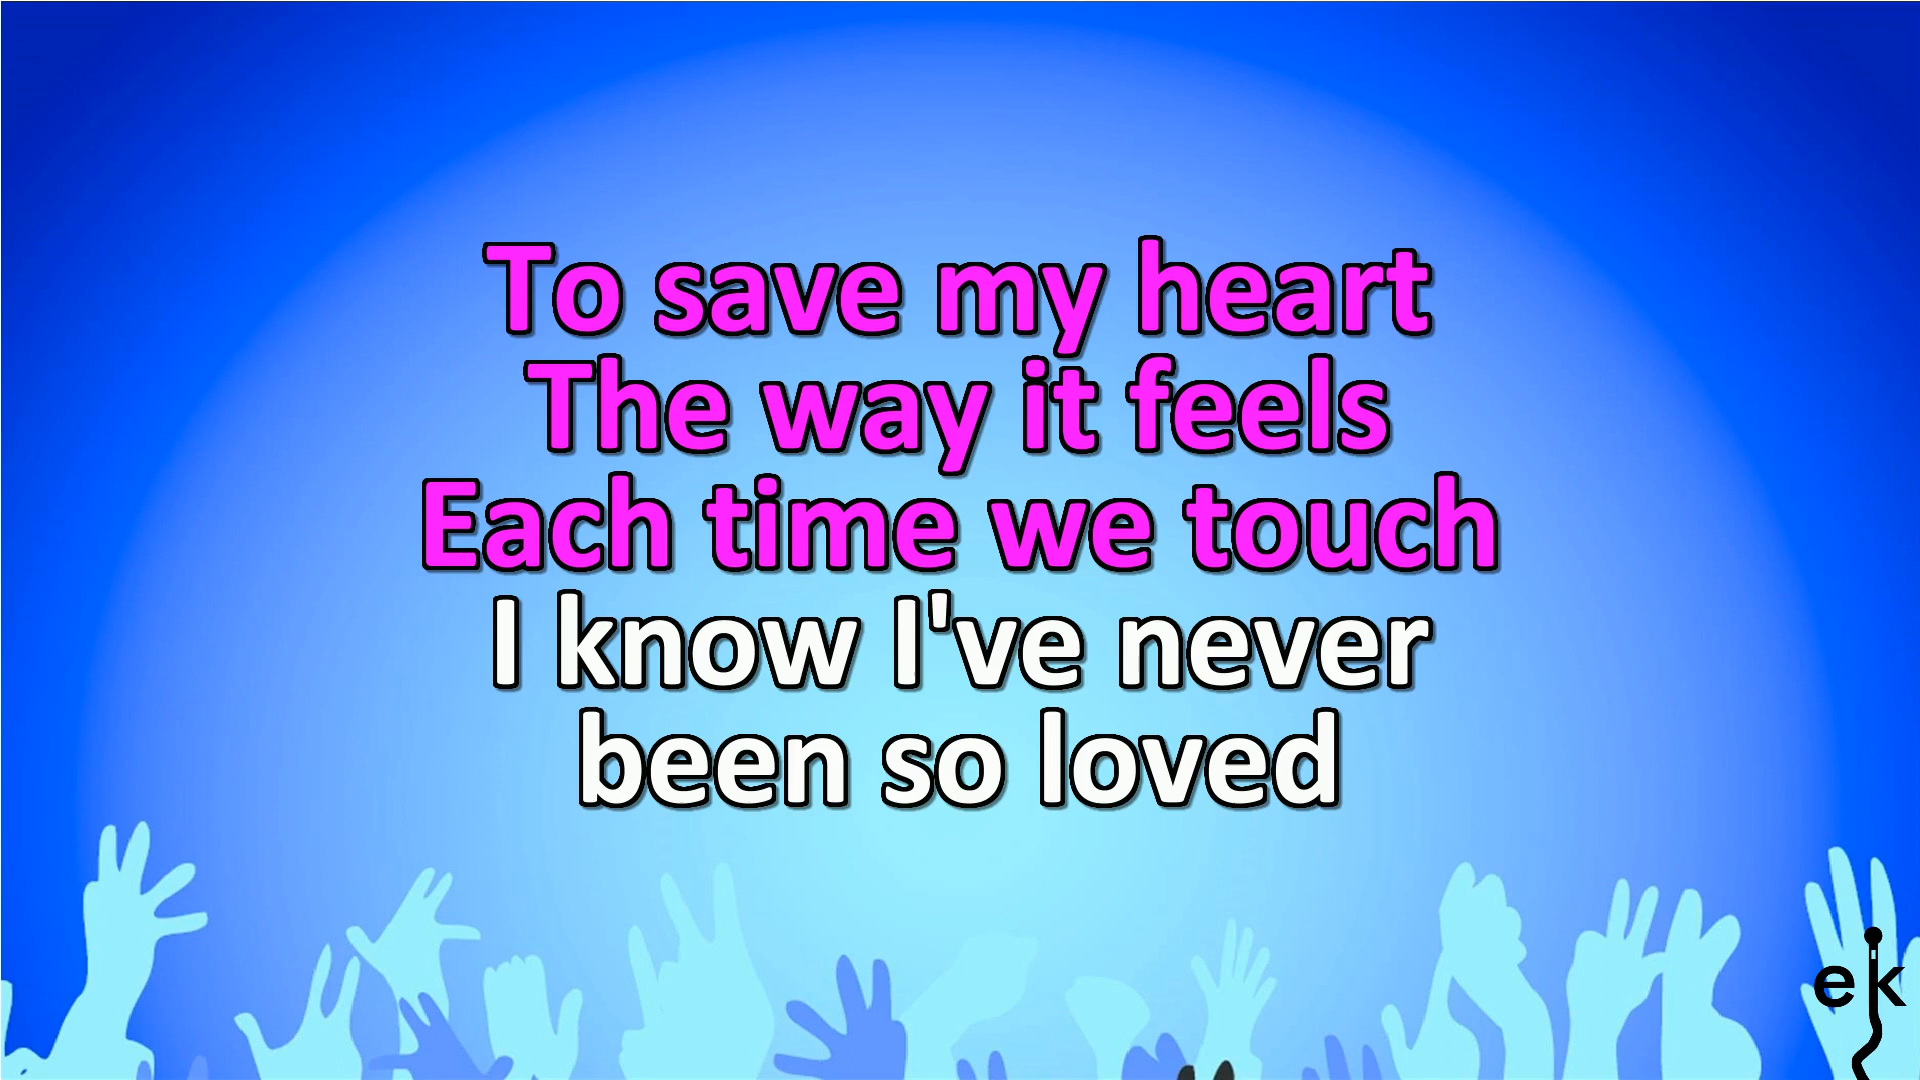 To save my heart
The way it feels
Each time we touch
I know I've never
been so loved
ek